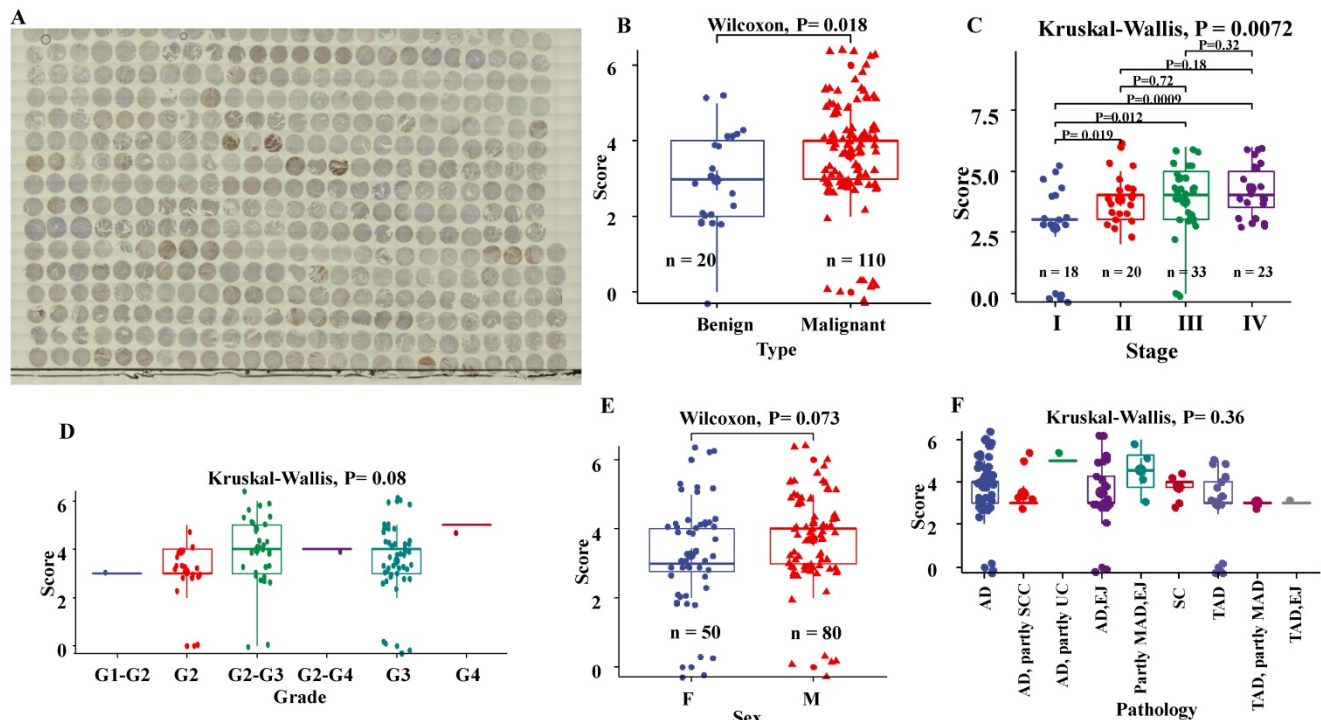 A
B
Wilcoxon, P= 0.018
Score
6
4
2
0
n = 20
n = 110
Benign
Malignant
Type
C
Kruskal-Wallis, P = 0.0072
P=0.32
P=0.18
P=0.72
P=0.0009
P=0.012
P= 0.019
Score
7.5
5.0
2.5
0.0
n = 18
n = 20
n = 33
n = 23
I
II
III
IV
Stage
D
Kruskal-Wallis, P= 0.08
Score
6
4
2
0
G1-G2
G2
G2-G3
G2-G4
G3
G4
Grade
E
Wilcoxon, P= 0.073
Score
6
4
2
0
n = 50
n = 80
F
M
Sex
F
Kruskal-Wallis, P= 0.36
Score
6
4
2
0
AD
AD, partly SCC
AD, partly UC
AD,EJ
Partly MAD,EJ
SC
TAD
TAD, partly MAD
TAD,EJ
Pathology